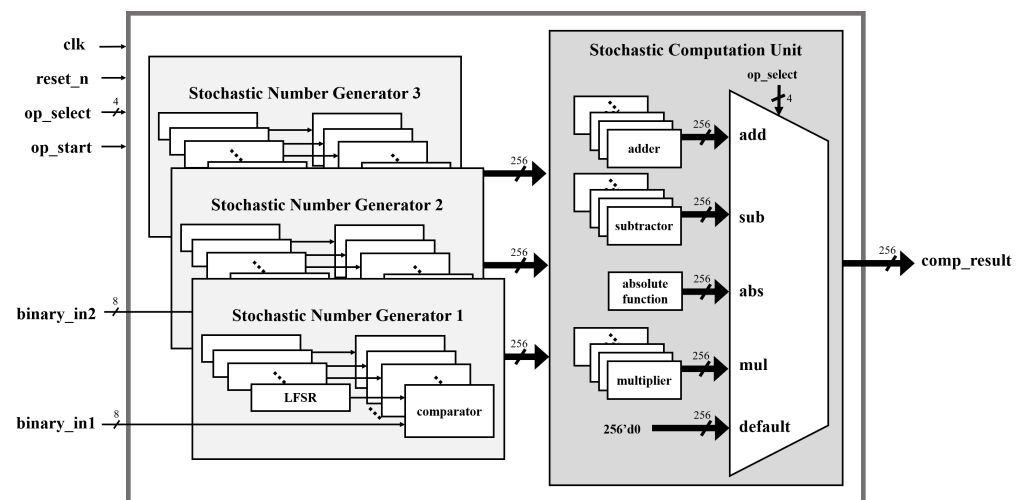 clk
reset_n
op_select
4
op_start
binary_in2
8
binary_in1
8
Stochastic Number Generator 3
256
Stochastic Number Generator 2
256
Stochastic Number Generator 1
LFSR
comparator
256
Stochastic Computation Unit
op_select
4
adder
256
add
subtractor
256
sub
absolute
function
256
abs
multiplier
256
mul
256'd0
256
default
256
comp_result